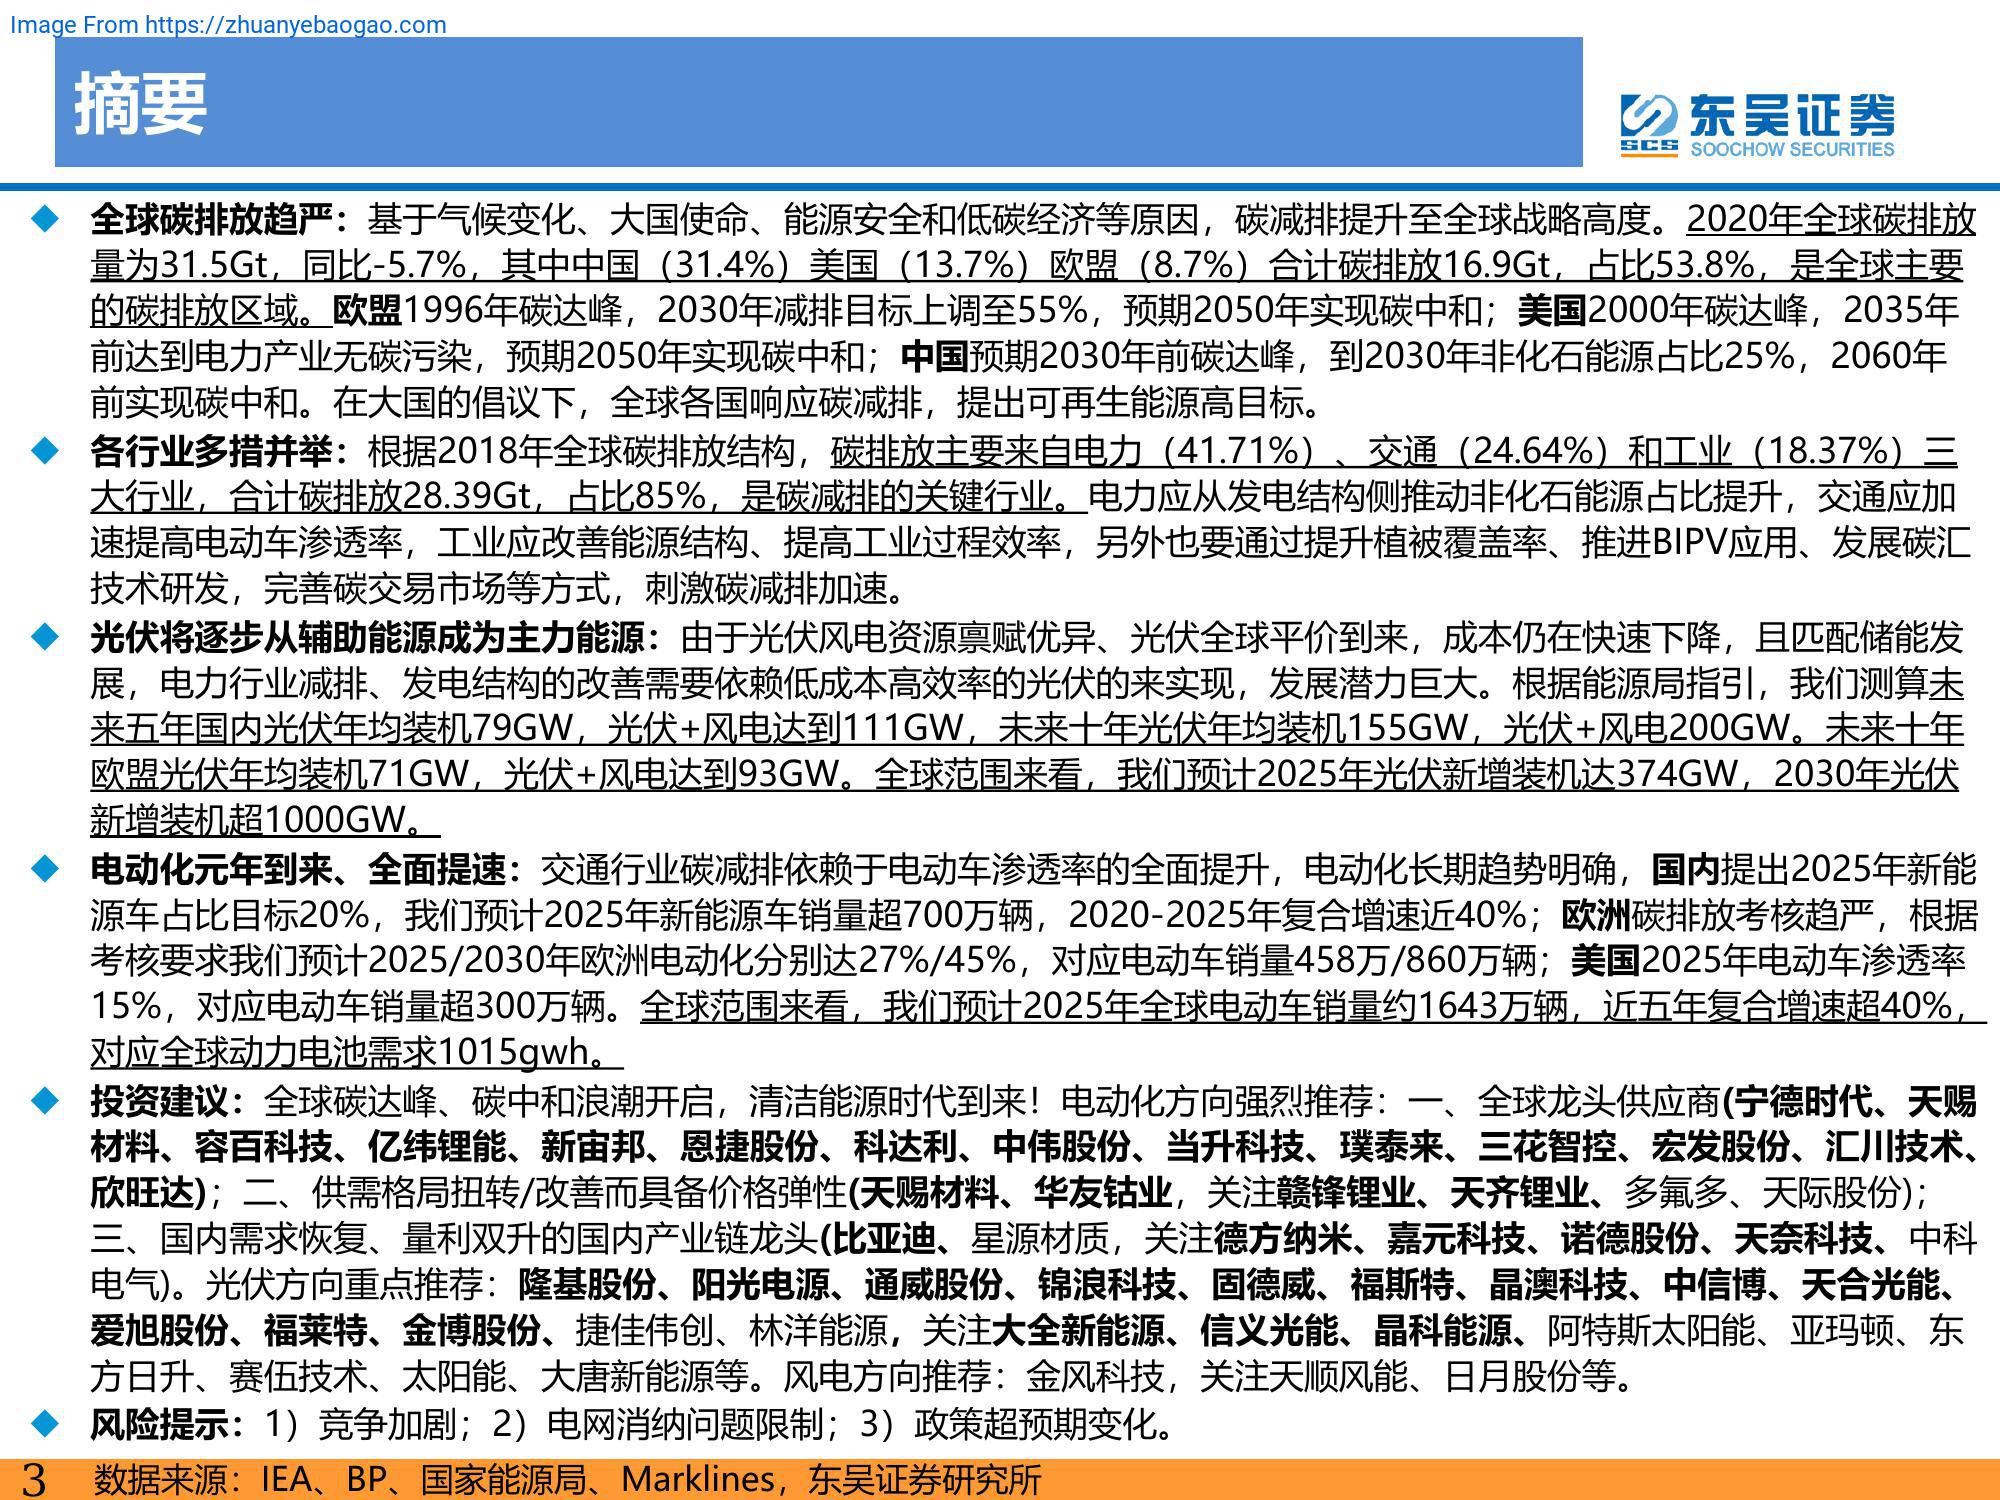 Image From https://zhuanyebaogao.com
摘要
东吴证券
SCS
SOOCHOW SECURITIES
全球碳排放趋严：基于气候变化、大国使命、能源安全和低碳经济等原因，碳减排提升至全球战略高度。2020年全球碳排放
量为31.5Gt，同比-5.7%，其中中国（31.4%）美国（13.7%）欧盟（8.7%）合计碳排放16.9Gt，占比53.8%，是全球主要
的碳排放区域。欧盟1996年碳达峰，2030年减排目标上调至55%，预期2050年实现碳中和；美国2000年碳达峰，2035年
前达到电力产业无碳污染，预期2050年实现碳中和；中国预期2030年前碳达峰，到2030年非化石能源占比25%，2060年
前实现碳中和。在大国的倡议下，全球各国响应碳减排，提出可再生能源高目标。
各行业多措并举：根据2018年全球碳排放结构，碳排放主要来自电力（41.71%）、交通（24.64%）和工业（18.37%）三
大行业，合计碳排放28.39Gt，占比85%，是碳减排的关键行业。电力应从发电结构侧推动非化石能源占比提升，交通应加
速提高电动车渗透率，工业应改善能源结构、提高工业过程效率，另外也要通过提升植被覆盖率、推进BIPV应用、发展碳汇
技术研发，完善碳交易市场等方式，刺激碳减排加速。
光伏将逐步从辅助能源成为主力能源：由于光伏风电资源禀赋优异、光伏全球平价到来，成本仍在快速下降，且匹配储能发
展，电力行业减排、发电结构的改善需要依赖低成本高效率的光伏的来实现，发展潜力巨大。根据能源局指引，我们测算未
来五年国内光伏年均装机79GW，光伏+风电达到111GW，未来十年光伏年均装机155GW，光伏+风电200GW。未来十年
欧盟光伏年均装机71GW，光伏+风电达到93GW。全球范围来看，我们预计2025年光伏新增装机达374GW，2030年光伏
新增装机超1000GW。
电动化元年到来、全面提速：交通行业碳减排依赖于电动车渗透率的全面提升，电动化长期趋势明确，国内提出2025年新能
源车占比目标20%，我们预计2025年新能源车销量超700万辆，2020-2025年复合增速近40%；欧洲碳排放考核趋严，根据
考核要求我们预计2025/2030年欧洲电动化分别达27%/45%，对应电动车销量458万/860万辆；美国2025年电动车渗透率
15%，对应电动车销量超300万辆。全球范围来看，我们预计2025年全球电动车销量约1643万辆，近五年复合增速超40%，
对应全球动力电池需求1015gwh。
投资建议：全球碳达峰、碳中和浪潮开启，清洁能源时代到来！电动化方向强烈推荐：一、全球龙头供应商(宁德时代、天赐
材料、容百科技、亿纬锂能、新宙邦、恩捷股份、科达利、中伟股份、当升科技、璞泰来、三花智控、宏发股份、汇川技术、
欣旺达)；二、供需格局扭转/改善而具备价格弹性(天赐材料、华友钴业，关注赣锋锂业、天齐锂业、多氟多、天际股份)；
三、国内需求恢复、量利双升的国内产业链龙头(比亚迪、星源材质，关注德方纳米、嘉元科技、诺德股份、天奈科技、中科
电气)。光伏方向重点推荐：隆基股份、阳光电源、通威股份、锦浪科技、固德威、福斯特、晶澳科技、中信博、天合光能、
爱旭股份、福莱特、金博股份、捷佳伟创、林洋能源，关注大全新能源、信义光能、晶科能源、阿特斯太阳能、亚玛顿、东
方日升、赛伍技术、太阳能、大唐新能源等。风电方向推荐：金风科技，关注天顺风能、日月股份等。
风险提示：1）竞争加剧；2）电网消纳问题限制；3）政策超预期变化。
3
数据来源：IEA、BP、国家能源局、Marklines，东吴证券研究所